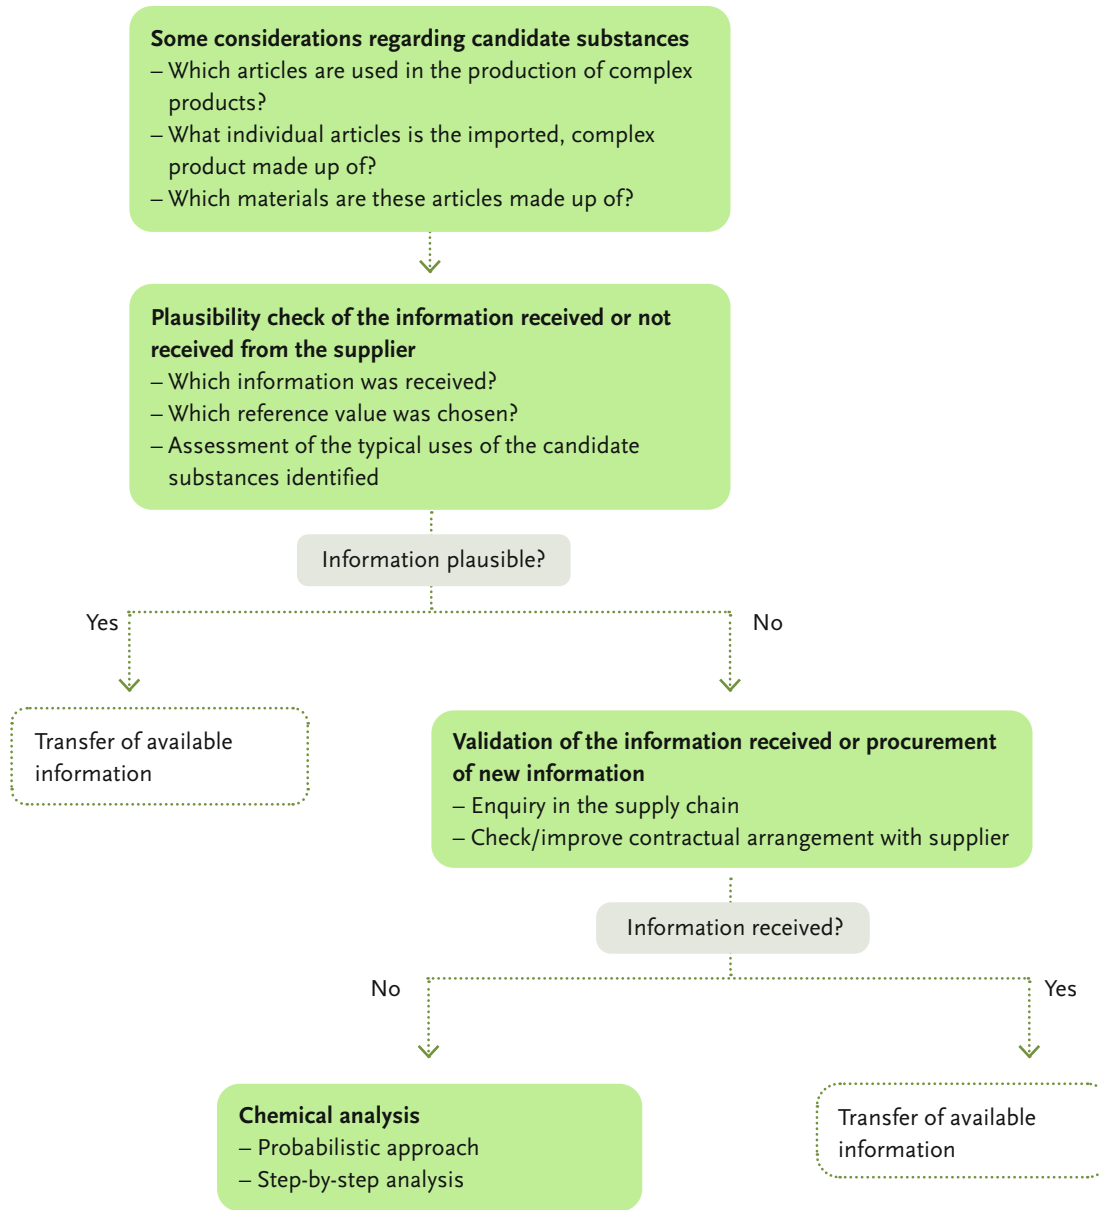 Some considerations regarding candidate substances
– Which articles are used in the production of complex
products?
– What individual articles is the imported, complex
product made up of?
– Which materials are these articles made up of?
Plausibility check of the information received or not
received from the supplier
– Which information was received?
– Which reference value was chosen?
– Assessment of the typical uses of the candidate
substances identified
Information plausible?
Yes
No
Transfer of available
information
Validation of the information received or procurement
of new information
– Enquiry in the supply chain
– Check/improve contractual arrangement with supplier
Information received?
No
Yes
Chemical analysis
– Probabilistic approach
– Step-by-step analysis
Transfer of available
information